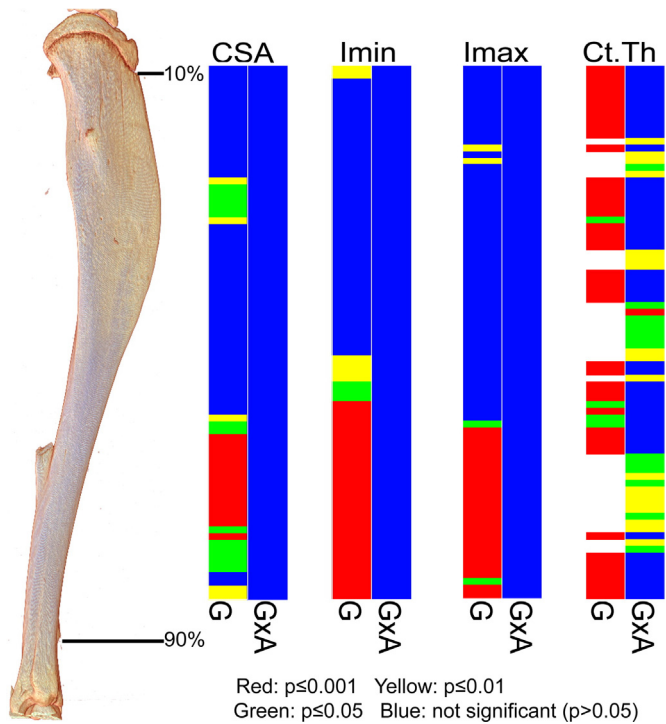 CSA Imin Imax Ct.Th
10%
90%
G GxA G GxA G GxA G GxA
Red: p≤0.001 Yellow: p≤0.01
Green: p≤0.05 Blue: not significant (p>0.05)